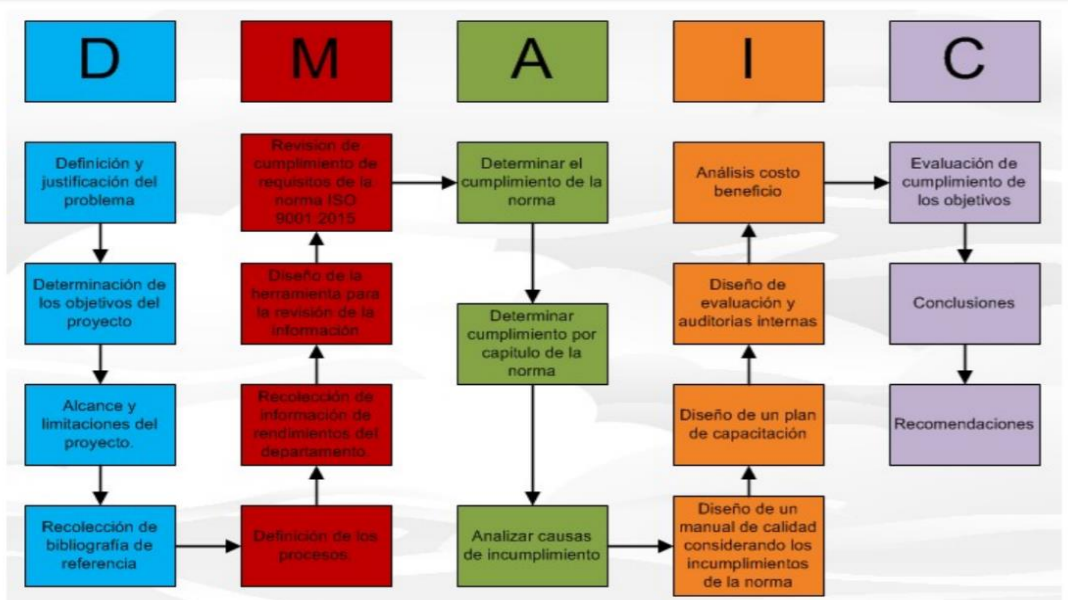 D
M
A
I
C
Definición y
justificación del
problema
Determinación de
los objetivos del
proyecto
Alcance y
limitaciones del
proyecto.
Recolección de
bibliografía de
referencia
Definición de los
procesos
Recolección de
información de
rendimientos del
departamento.
Diseño de la
herramienta para
la revisión de la
información
Revisión de
cumplimiento de
requisitos de la
norma ISO
9001:2015
Determinar el
cumplimiento de la
norma
Determinar
cumplimiento por
capitulo de la
norma
Analizar causas
de incumplimiento
Diseño de un
manual de calidad
considerando los
incumplimientos
de la norma
Diseño de un plan
de capacitación
Diseño de
evaluación y
auditorias internas
Análisis costo
beneficio
Evaluación de
cumplimiento de
los objetivos
Conclusiones
Recomendaciones